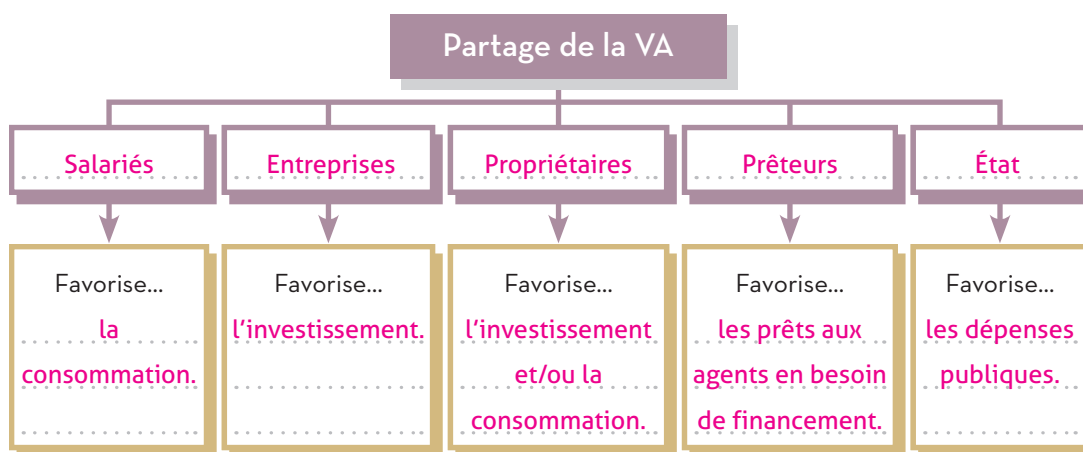 Partage de la VA
Salariés
Entreprises
Propriétaires
Prêteurs
État
Favorise...
la
consommation.
Favorise...
l'investissement.
Favorise...
l'investissement
et/ou la
consommation.
Favorise...
les prêts aux
agents en besoin
de financement.
Favorise...
les dépenses
publiques.